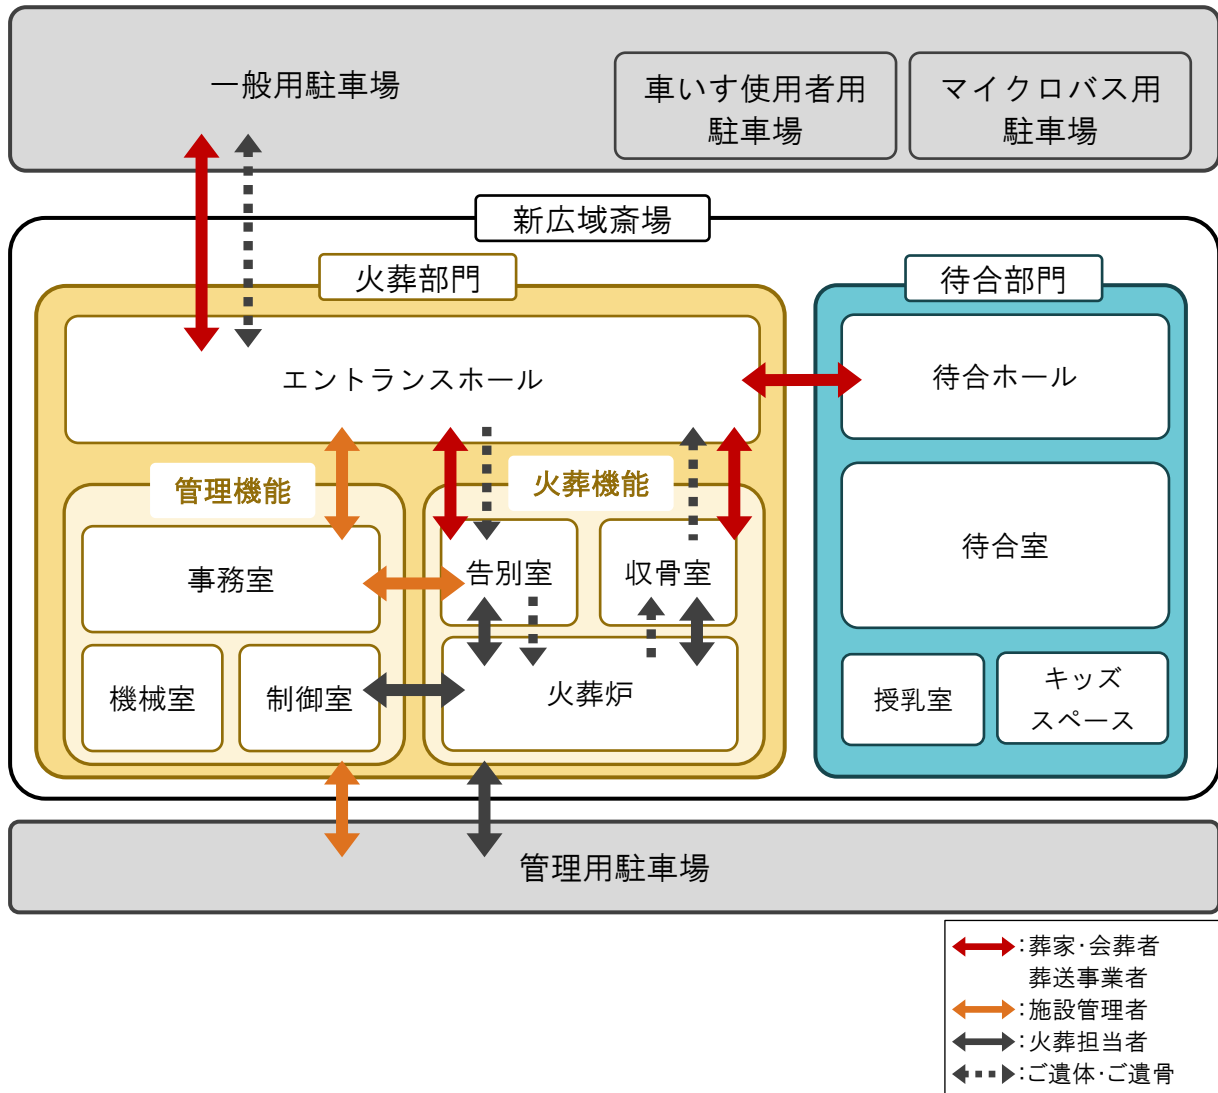 一般用駐車場
車いす使用者用
駐車場
マイクロバス用
駐車場
新広域斎場
火葬部門
待合部門
エントランスホール
待合ホール
管理機能
火葬機能
事務室
告別室
収骨室
待合室
機械室
制御室
火葬炉
授乳室
キッズ
スペース
管理用駐車場
:葬家・会葬者
葬送事業者
:施設管理者
:火葬担当者
:ご遺体・ご遺骨